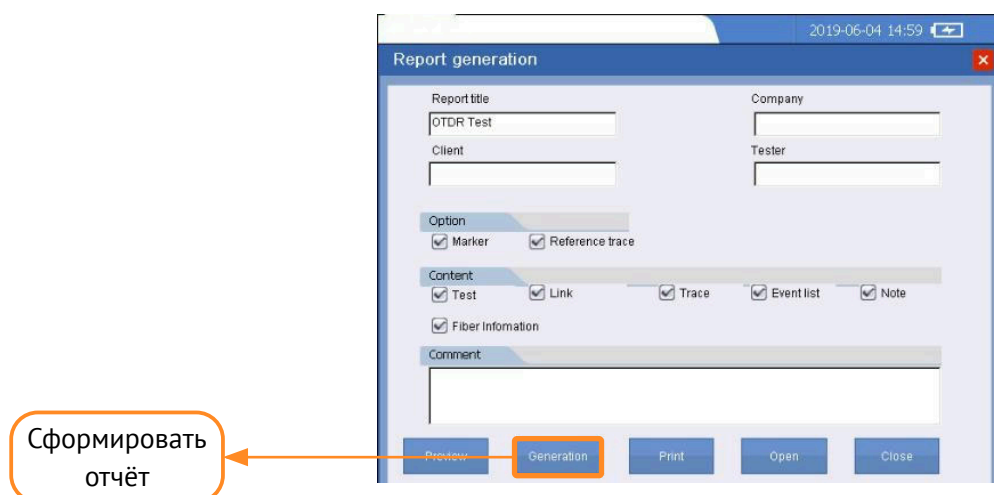 2019-06-04 14:59
Report generation
Report title Company
OTDR Test
Client Tester
Option
Marker Reference trace
Content
Test Link Trace Event list Note
Fiber Infomation
Comment
Preview Generation Print Open Close
Сформировать
отчёт